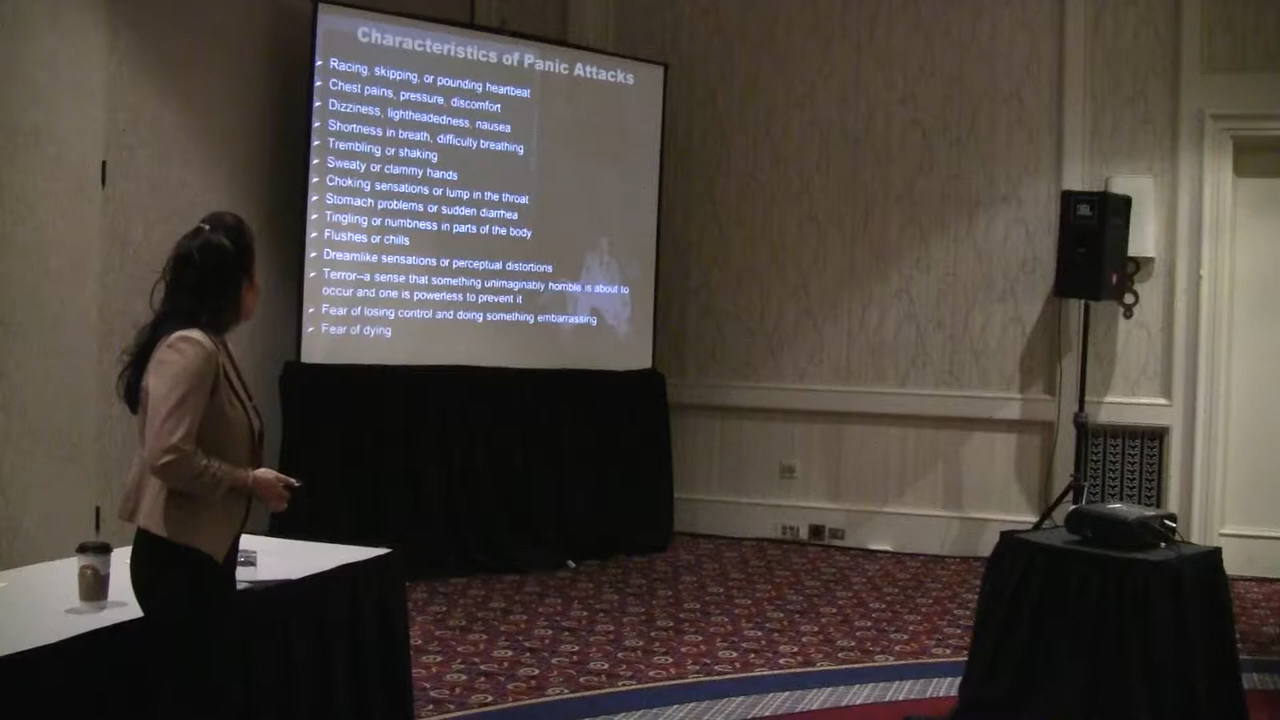 Characteristics of Panic Attacks
Racing, skipping, or pounding heartbeat
Chest pains, pressure, discomfort
Dizziness, lightheadedness, nausea
Shortness in breath, difficulty breathing
Trembling or shaking
Sweaty or clammy hands
Choking sensations or lump in the throat
Stomach problems or sudden diarrhea
Tingling or numbness in parts of the body
Flushes or chills
Dreamlike sensations or perceptual distortions
Terror–a sense that something unimaginably horrible is about to
occur and one is powerless to prevent it
Fear of losing control and doing something embarrassing
Fear of dying